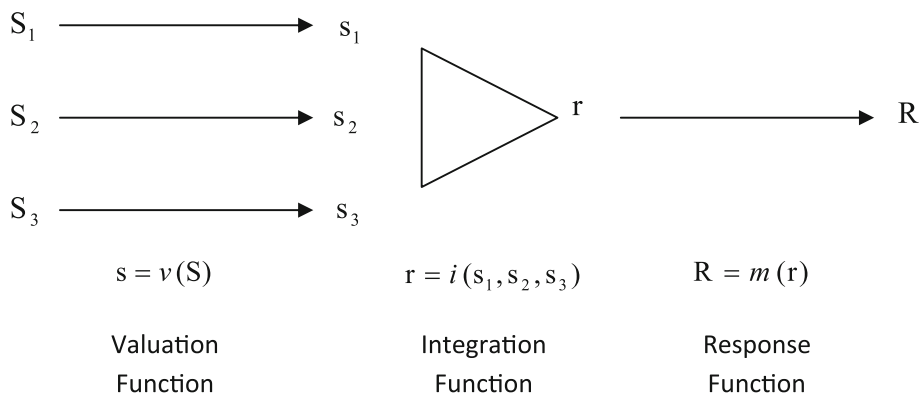 S₁ s₁
S₂ s₂ r R
S₃ s₃
s = v(S) r = i(s₁,s₂,s₃) R = m(r)
Valuation Integration Response
Function Function Function